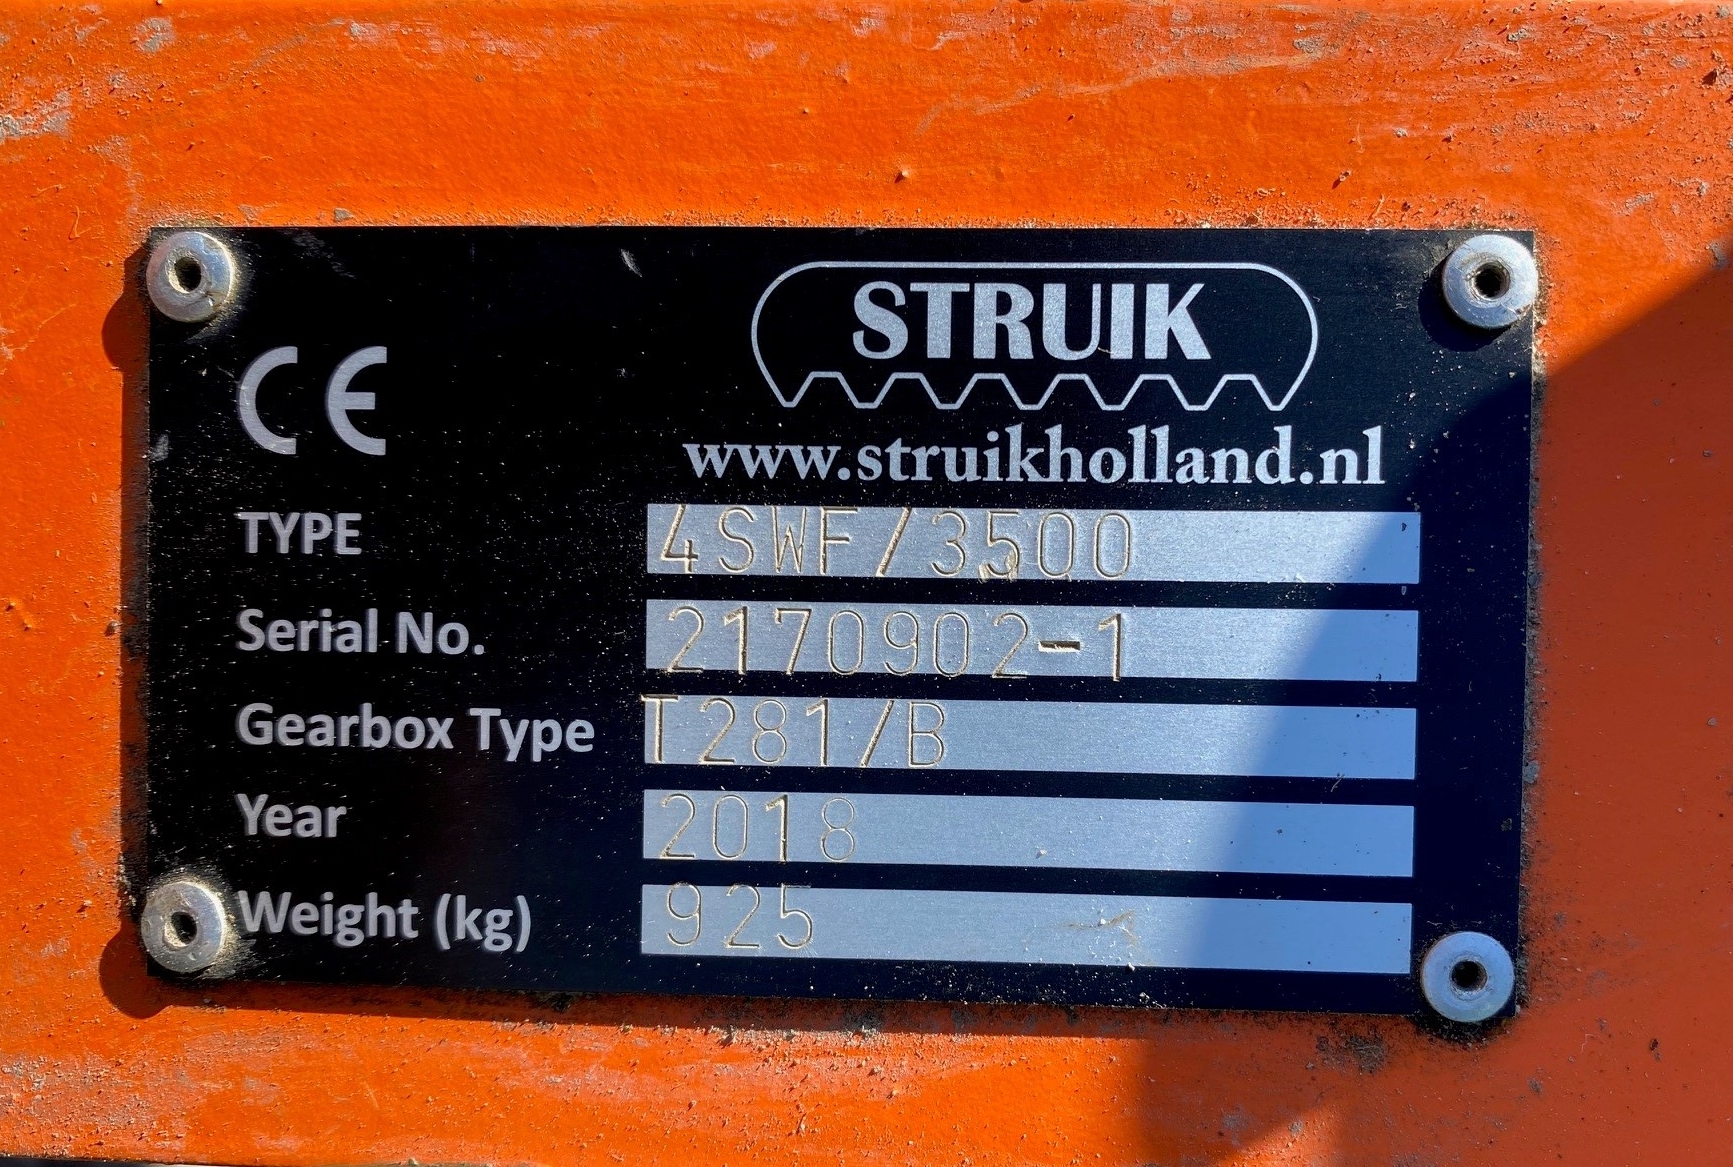 STRUIK
CE
www.struikholland.nl
TYPE 4SWF/3500
Serial No. 2170902-1
Gearbox Type T281/B
Year 2018
Weight (kg) 925